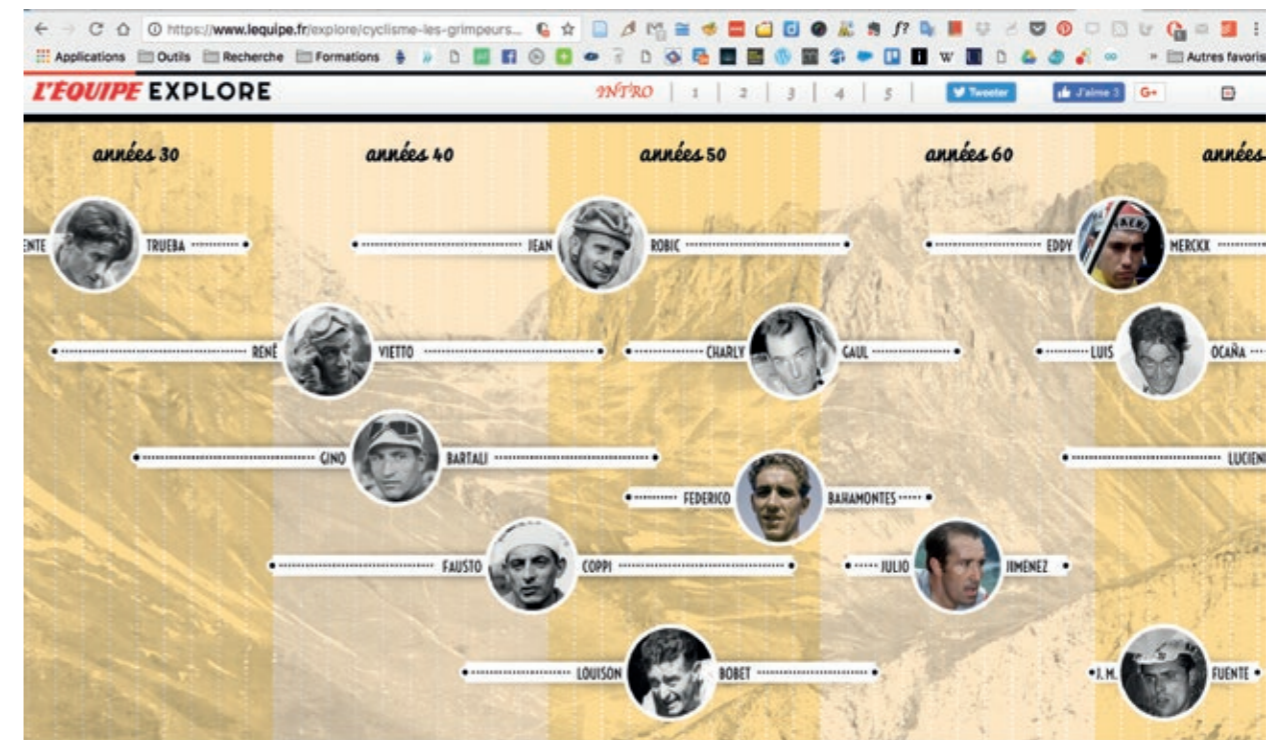 https://www.lequipe.fr/explore/cyclisme-les-grimpeurs...
Applications Outils Recherche Formations Autres favoris
L'ÉQUIPE EXPLORE INTRO | 1 | 2 | 3 | 4 | 5 | Tweeter J'aime 3 G+
années 30 années 40 années 50 années 60 années
ENTE TRUEBA JEAN ROBIC EDDY MERCKX
RENÉ VIETTO CHARLY GAUL LUIS OCAÑA
GINO BARTALI LUCIEN
FEDERICO BAHAMONTES
FAUSTO COPPI JULIO JIMENEZ
LOUISON BOBET J. M. FUENTE